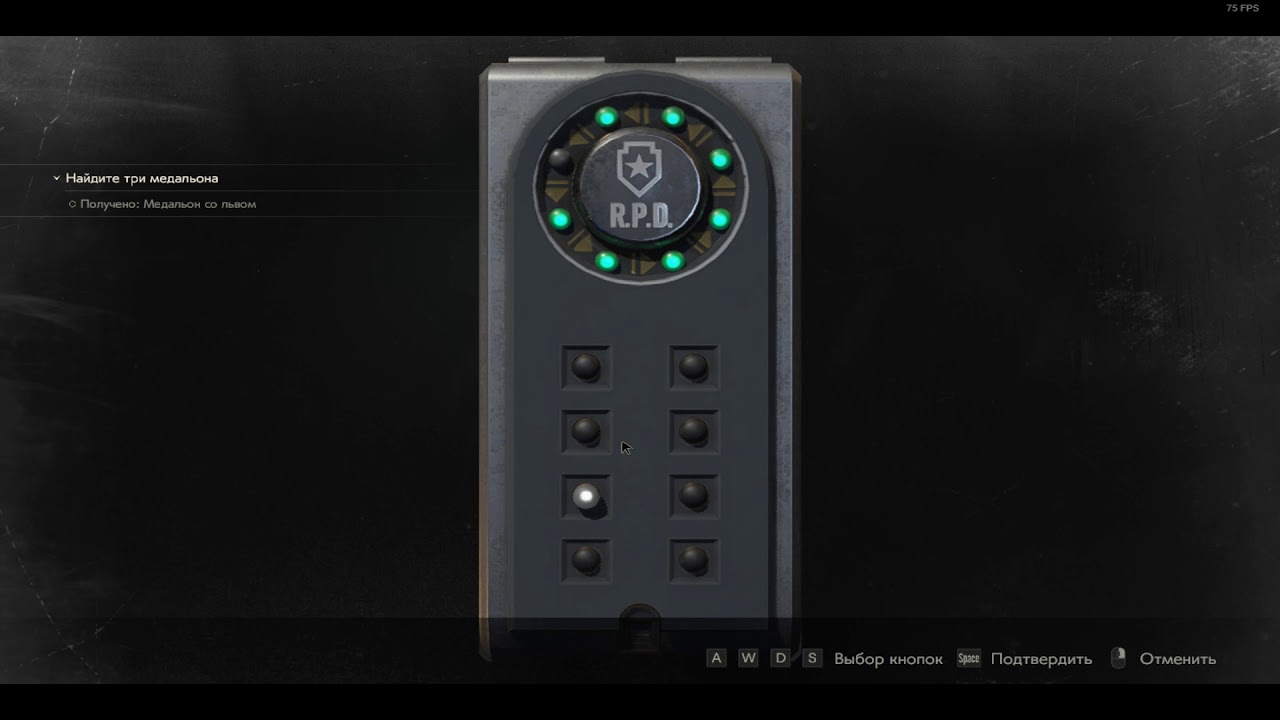 75 FPS
Найдите три медальона
Получено: Медальон со львом
R.P.D.
A W D S Выбор кнопок Space Подтвердить Отменить